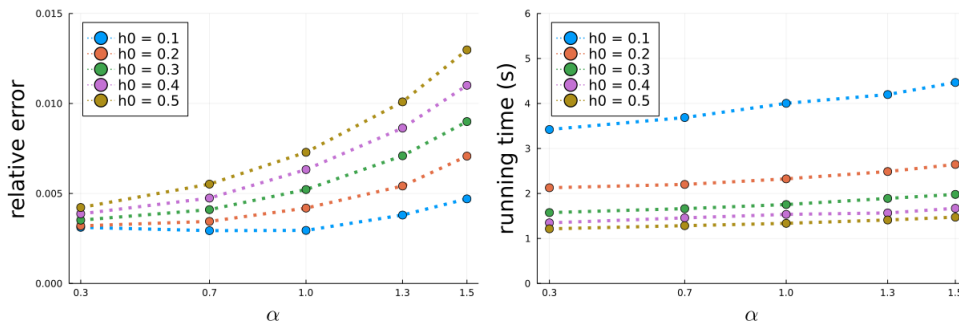 relative error
0.015
0.010
0.005
0.000
h0 = 0.1
h0 = 0.2
h0 = 0.3
h0 = 0.4
h0 = 0.5
0.3 0.7 1.0 1.3 1.5
α
running time (s)
6
5
4
3
2
1
0
h0 = 0.1
h0 = 0.2
h0 = 0.3
h0 = 0.4
h0 = 0.5
0.3 0.7 1.0 1.3 1.5
α